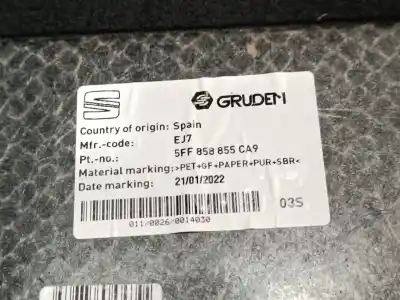 GRUDEM
Country of origin: Spain
Mfr.-code: EJ7
Pt.-no.: 5FF 858 855 CA9
Material marking: >PET+GF+PAPER+PUR+SBR<
Date marking: 21/01/2022
03S
011/0026/0014030